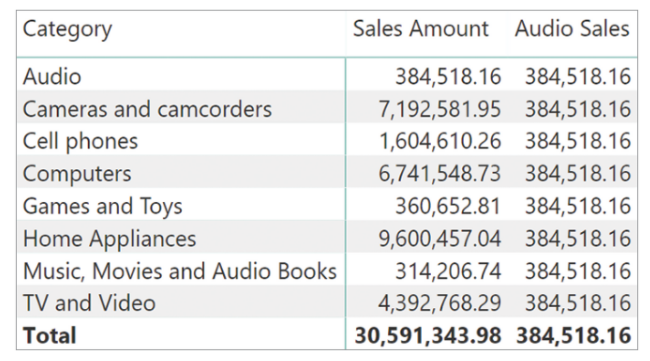 Category Sales Amount Audio Sales
Audio 384,518.16 384,518.16
Cameras and camcorders 7,192,581.95 384,518.16
Cell phones 1,604,610.26 384,518.16
Computers 6,741,548.73 384,518.16
Games and Toys 360,652.81 384,518.16
Home Appliances 9,600,457.04 384,518.16
Music, Movies and Audio Books 314,206.74 384,518.16
TV and Video 4,392,768.29 384,518.16
Total 30,591,343.98 384,518.16